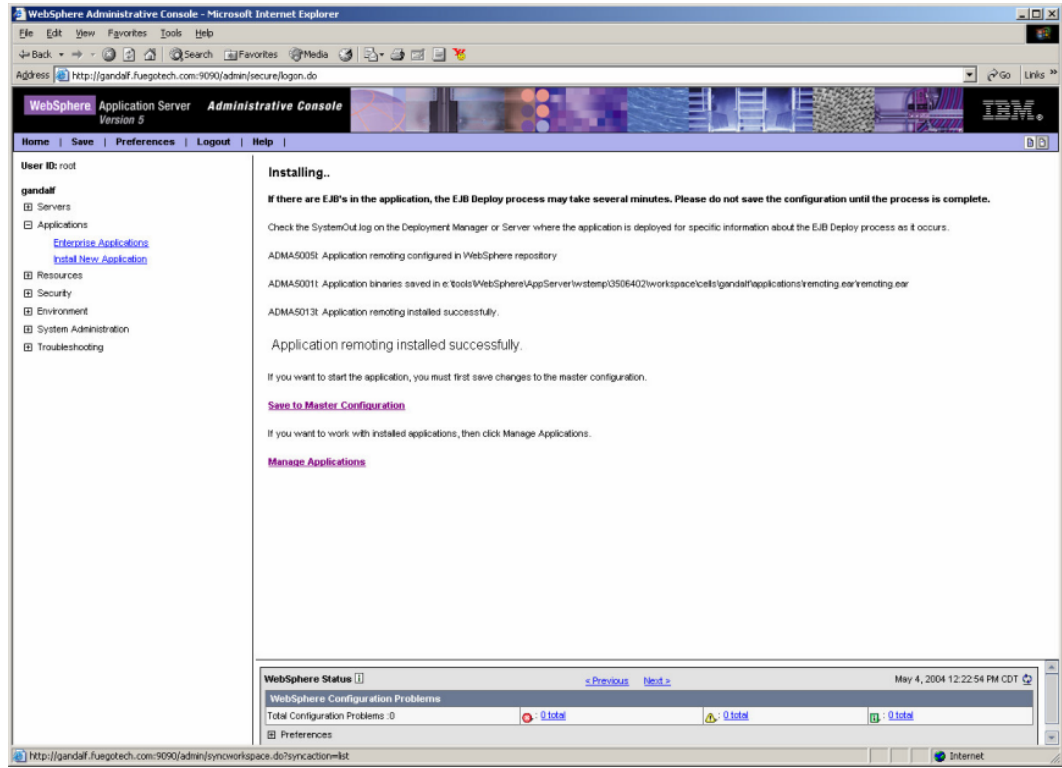 WebSphere Administrative Console - Microsoft Internet Explorer
File Edit View Favorites Tools Help
Back Search Favorites Media
Address http://gandalf.fuegotech.com:9090/admin/secure/logon.do Go Links »
WebSphere Application Server Administrative Console
Version 5
IBM.
Home | Save | Preferences | Logout | Help |
User ID: root
gandalf
Servers
Applications
Enterprise Applications
Install New Application
Resources
Security
Environment
System Administration
Troubleshooting
Installing..
If there are EJB's in the application, the EJB Deploy process may take several minutes. Please do not save the configuration until the process is complete.
Check the SystemOut.log on the Deployment Manager or Server where the application is deployed for specific information about the EJB Deploy process as it occurs.
ADMA5005I: Application remoting configured in WebSphere repository
ADMA5001I: Application binaries saved in e:\tools\WebSphere\AppServer\wstemp\3506402\workspace\cells\gandalf\applications\remoting.ear\remoting.ear
ADMA5013I: Application remoting installed successfully.
Application remoting installed successfully.
If you want to start the application, you must first save changes to the master configuration.
Save to Master Configuration
If you want to work with installed applications, then click Manage Applications.
Manage Applications
WebSphere Status i < Previous Next > May 4, 2004 12:22:54 PM CDT
WebSphere Configuration Problems
Total Configuration Problems :0 : 0 total : 0 total : 0 total
Preferences
http://gandalf.fuegotech.com:9090/admin/syncworkspace.do?syncaction=list Internet